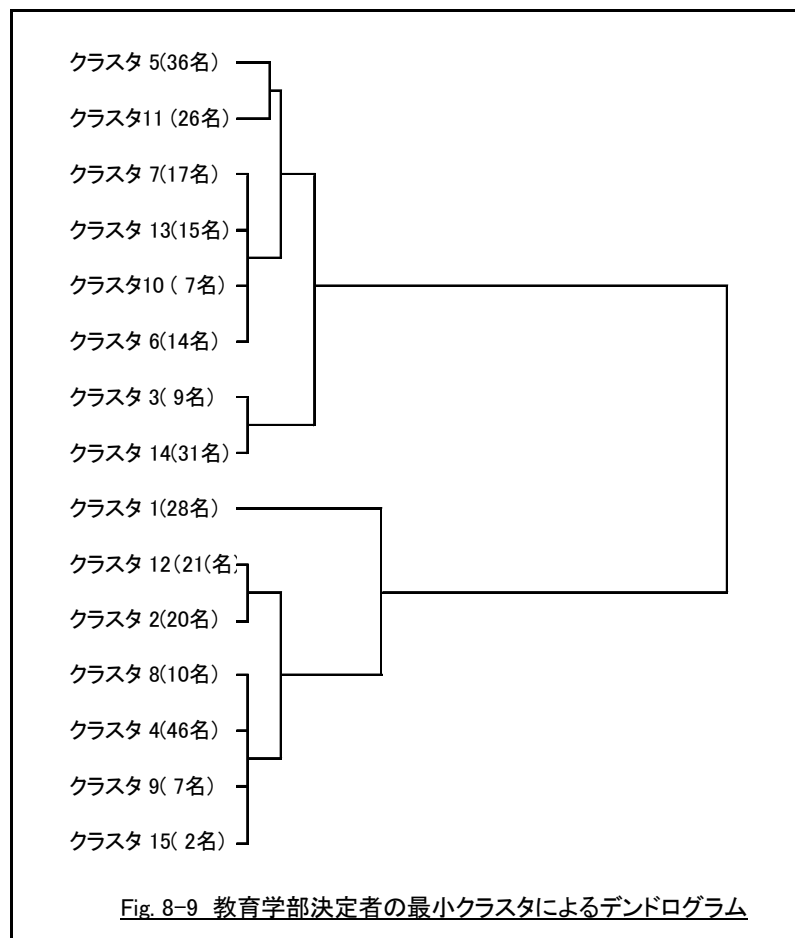 クラスタ 5(36名)
クラスタ11 (26名)
クラスタ 7(17名)
クラスタ 13(15名)
クラスタ10 ( 7名)
クラスタ 6(14名)
クラスタ 3( 9名)
クラスタ 14(31名)
クラスタ 1(28名)
クラスタ 12(21(名)
クラスタ 2(20名)
クラスタ 8(10名)
クラスタ 4(46名)
クラスタ 9( 7名)
クラスタ 15( 2名)
Fig. 8-9 教育学部決定者の最小クラスタによるデンドログラム